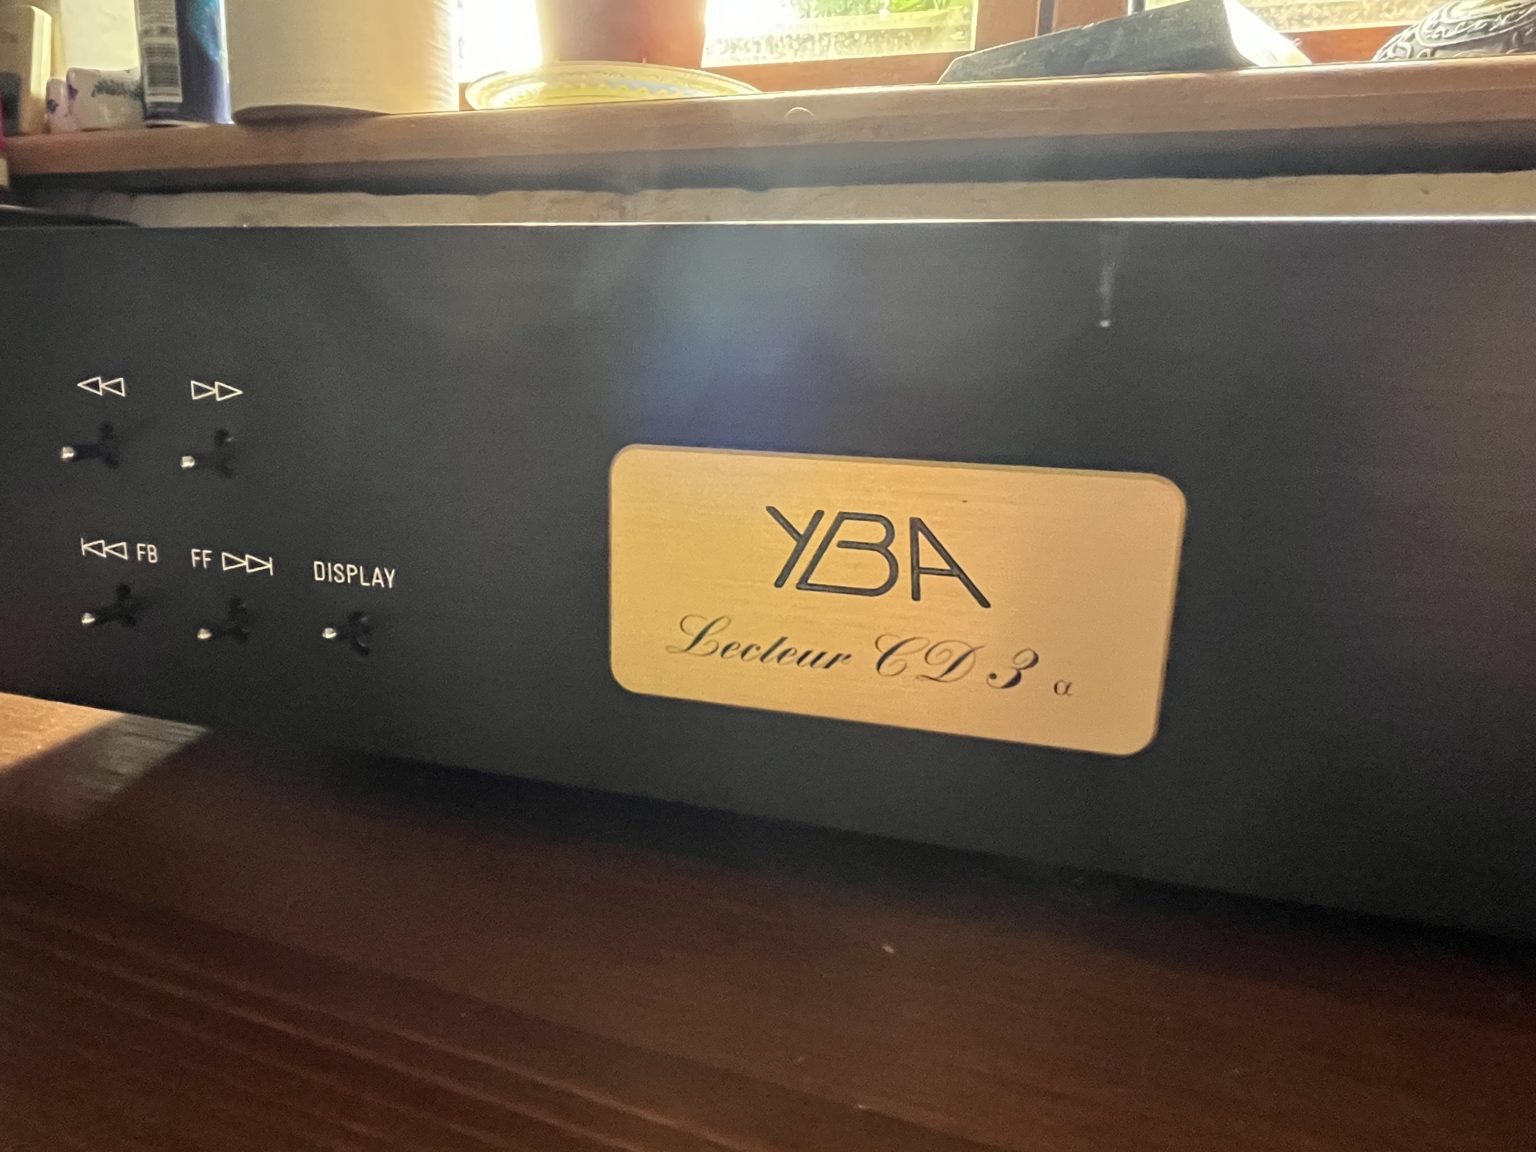 FB FF DISPLAY
YBA
Lecteur CD 3 α